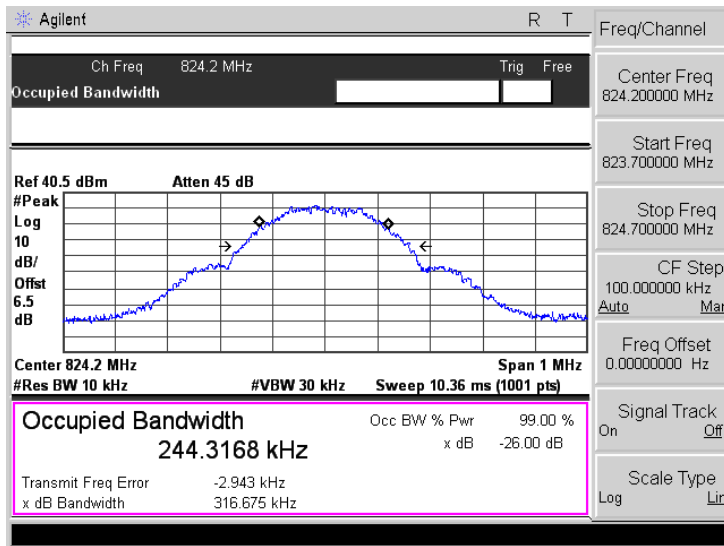 Agilent R T
Freq/Channel
Ch Freq 824.2 MHz Trig Free
Occupied Bandwidth
Center Freq
824.200000 MHz
Start Freq
823.700000 MHz
Stop Freq
824.700000 MHz
CF Step
100.000000 kHz
Auto Man
Freq Offset
0.00000000 Hz
Signal Track
On Off
Scale Type
Log Lin
Ref 40.5 dBm Atten 45 dB
#Peak
Log
10
dB/
Offst
6.5
dB
Center 824.2 MHz Span 1 MHz
#Res BW 10 kHz #VBW 30 kHz Sweep 10.36 ms (1001 pts)
Occupied Bandwidth Occ BW % Pwr 99.00 %
244.3168 kHz x dB -26.00 dB
Transmit Freq Error -2.943 kHz
x dB Bandwidth 316.675 kHz